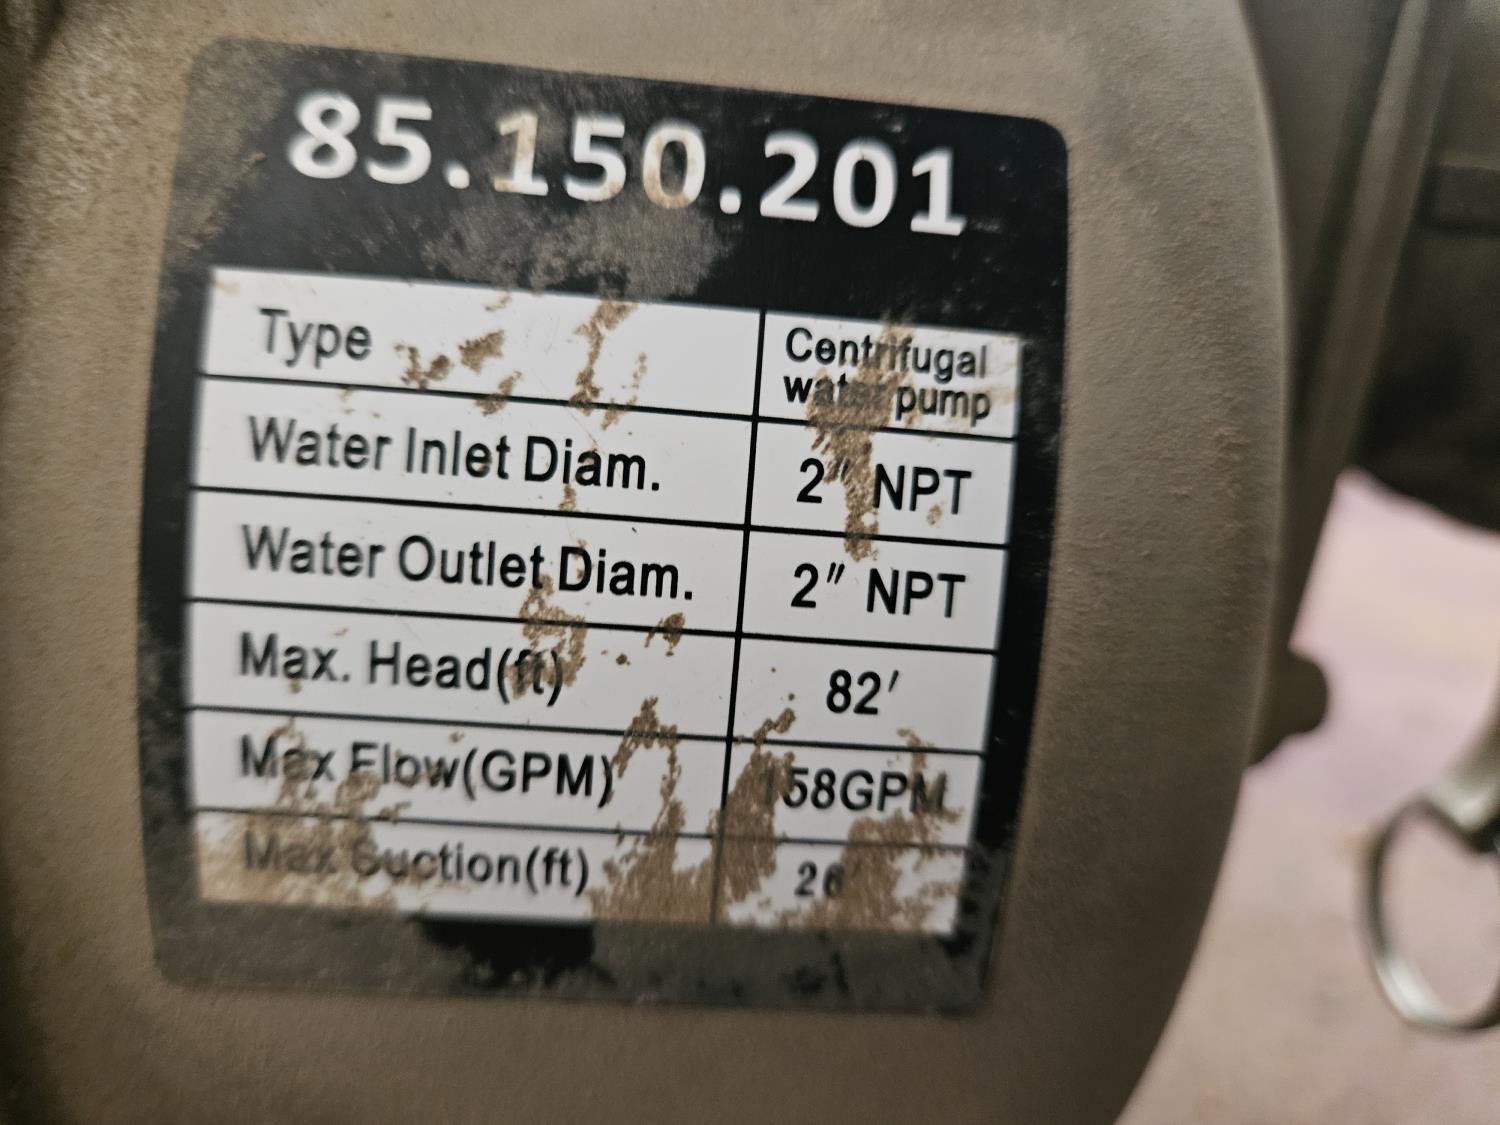 85.150.201
Type
Centrifugal
water pump
Water Inlet Diam.
2" NPT
Water Outlet Diam.
2" NPT
Max. Head(ft)
82'
Max Flow(GPM)
158GPM
Max Suction(ft)
26